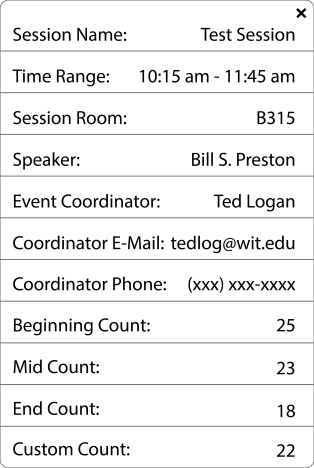 Session Name: Test Session
Time Range: 10:15 am - 11:45 am
Session Room: B315
Speaker: Bill S. Preston
Event Coordinator: Ted Logan
Coordinator E-Mail: tedlog@wit.edu
Coordinator Phone: (xxx) xxx-xxxx
Beginning Count: 25
Mid Count: 23
End Count: 18
Custom Count: 22